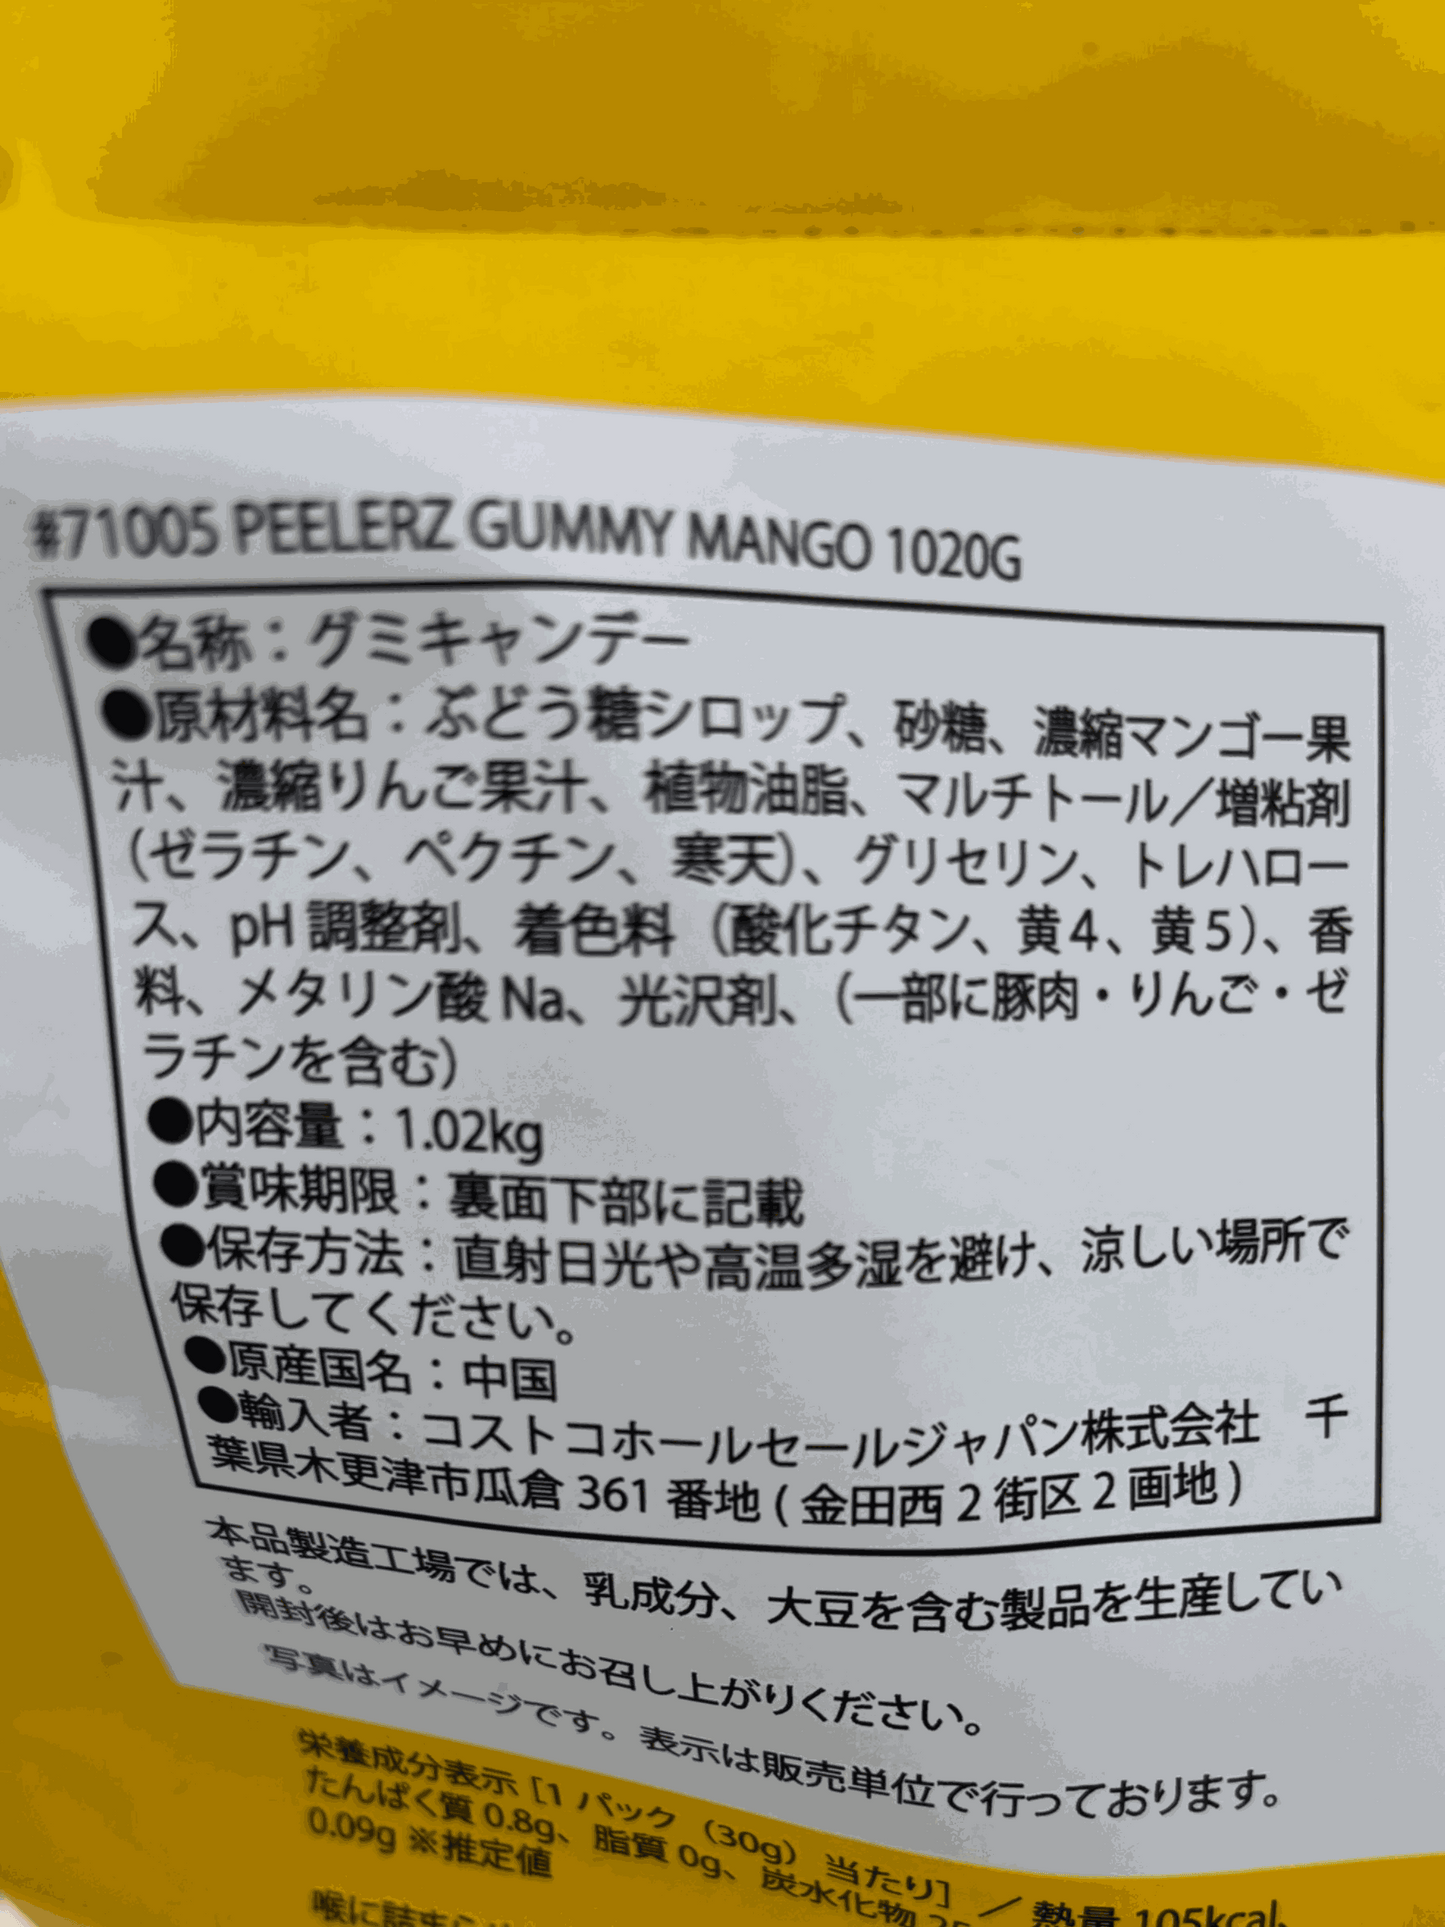 #71005 PEELERZ GUMMY MANGO 1020G
●名称：グミキャンデー
●原材料名：ぶどう糖シロップ、砂糖、濃縮マンゴー果
汁、濃縮りんご果汁、植物油脂、マルチトール／増粘剤
（ゼラチン、ペクチン、寒天）、グリセリン、トレハロー
ス、pH 調整剤、着色料（酸化チタン、黄4、黄5）、香
料、メタリン酸 Na、光沢剤、（一部に豚肉・りんご・ゼ
ラチンを含む）
●内容量：1.02kg
●賞味期限：裏面下部に記載
●保存方法：直射日光や高温多湿を避け、涼しい場所で
保存してください。
●原産国名：中国
●輸入者：コストコホールセールジャパン株式会社　千
葉県木更津市瓜倉 361 番地 ( 金田西 2 街区 2 画地 )
本品製造工場では、乳成分、大豆を含む製品を生産してい
ます。
開封後はお早めにお召し上がりください。
写真はイメージです。表示は販売単位で行っております。
栄養成分表示［1 パック（30g）当たり］／熱量 105kcal、
たんぱく質 0.8g、脂質 0g、炭水化物
0.09g ※推定値
喉に詰まら